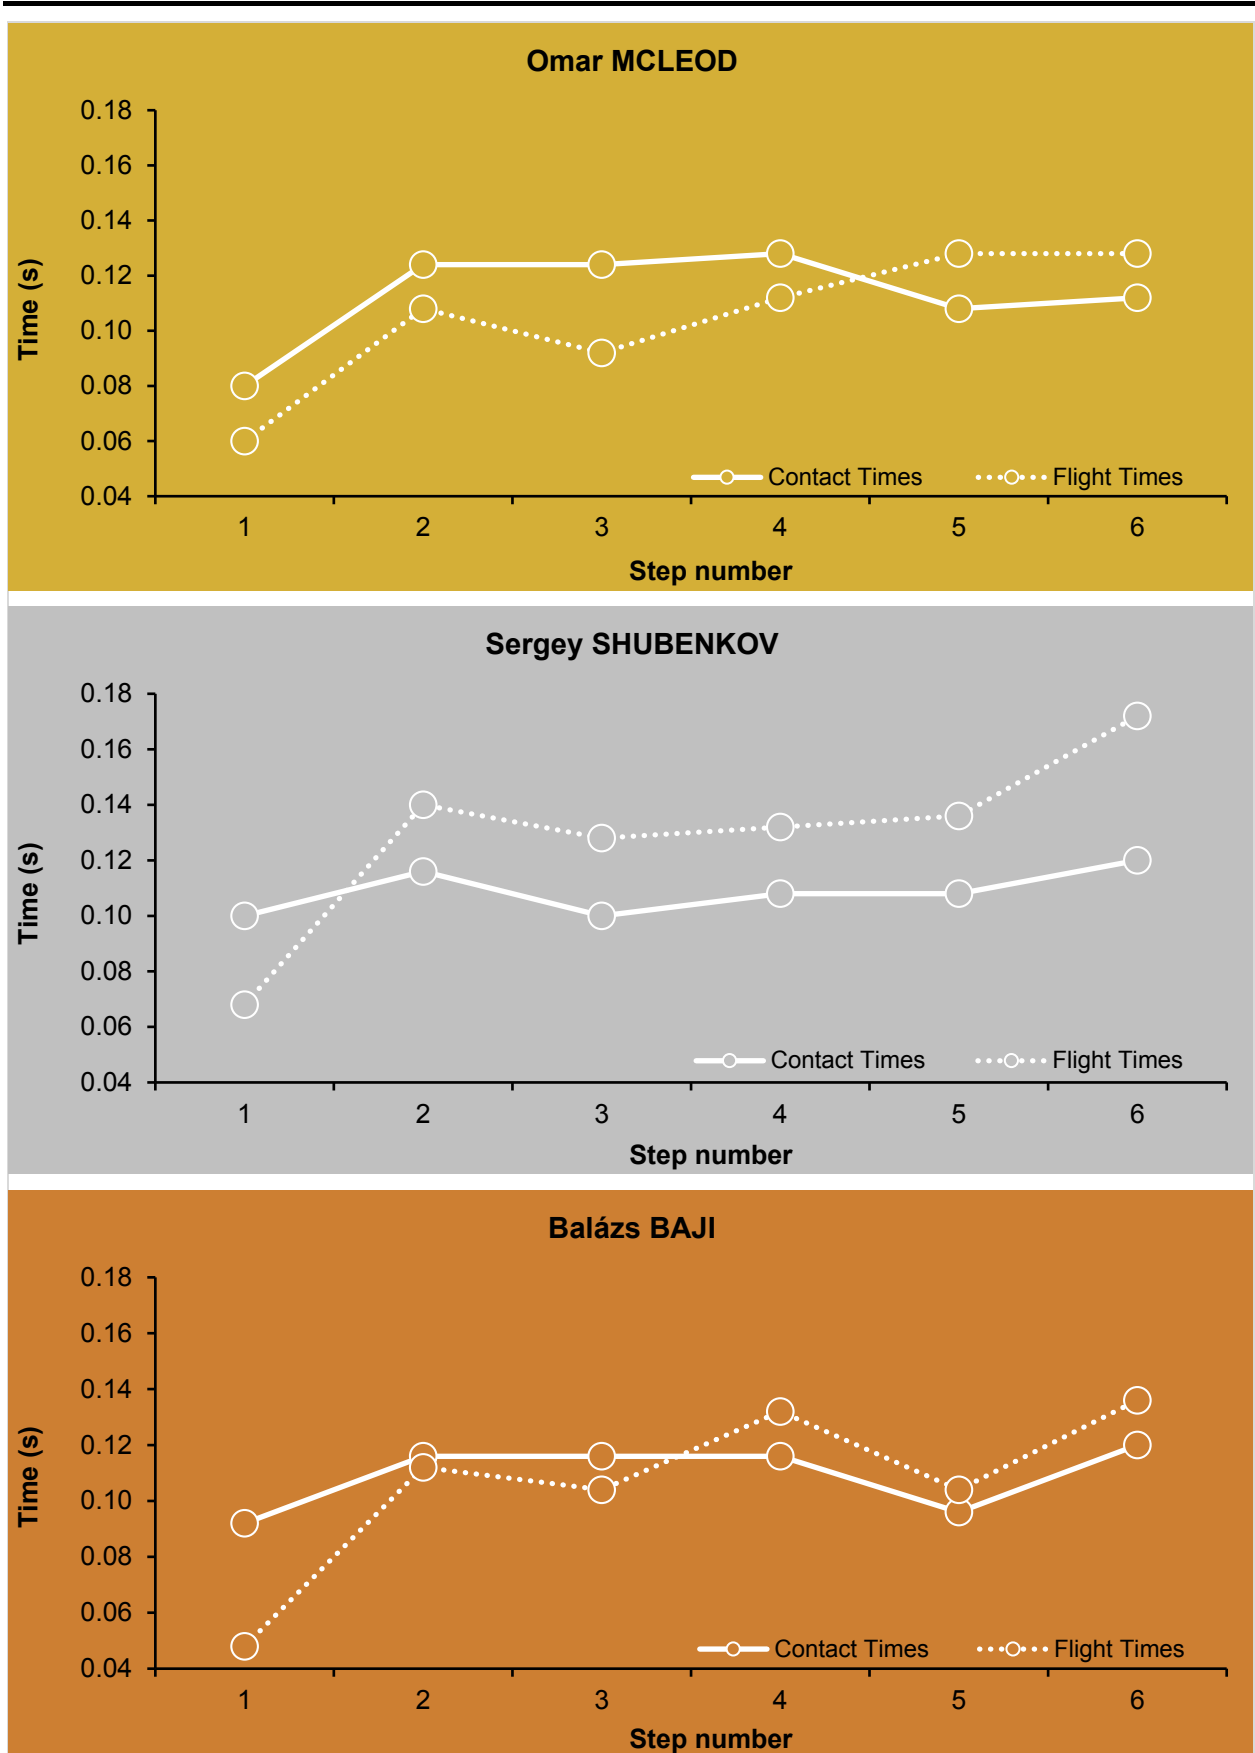 Omar MCLEOD
0.18
0.16
0.14
0.12
0.10
0.08
0.06
0.04
Time (s)
Contact Times Flight Times
1 2 3 4 5 6
Step number
Sergey SHUBENKOV
0.18
0.16
0.14
0.12
0.10
0.08
0.06
0.04
Time (s)
Contact Times Flight Times
1 2 3 4 5 6
Step number
Balázs BAJI
0.18
0.16
0.14
0.12
0.10
0.08
0.06
0.04
Time (s)
Contact Times Flight Times
1 2 3 4 5 6
Step number